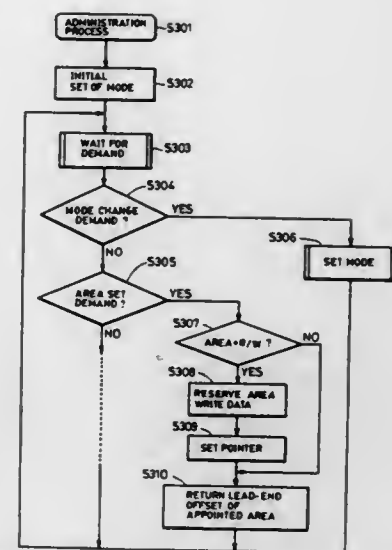 ADMINISTRATION
PROCESS
S301
INITIAL
SET OF MODE
S302
WAIT FOR
DEMAND
S303
S304
MODE CHANGE
DEMAND ?
YES
NO
S306
SET MODE
S305
AREA SET
DEMAND ?
YES
NO
S307
AREA=R/W ?
NO
YES
S308
RESERVE AREA
WRITE DATA
S309
SET POINTER
S310
RETURN LEAD-END
OFFSET OF
APPOINTED AREA